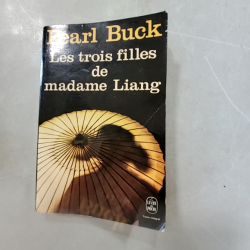 Pearl Buck
Les trois filles
de
madame Liang